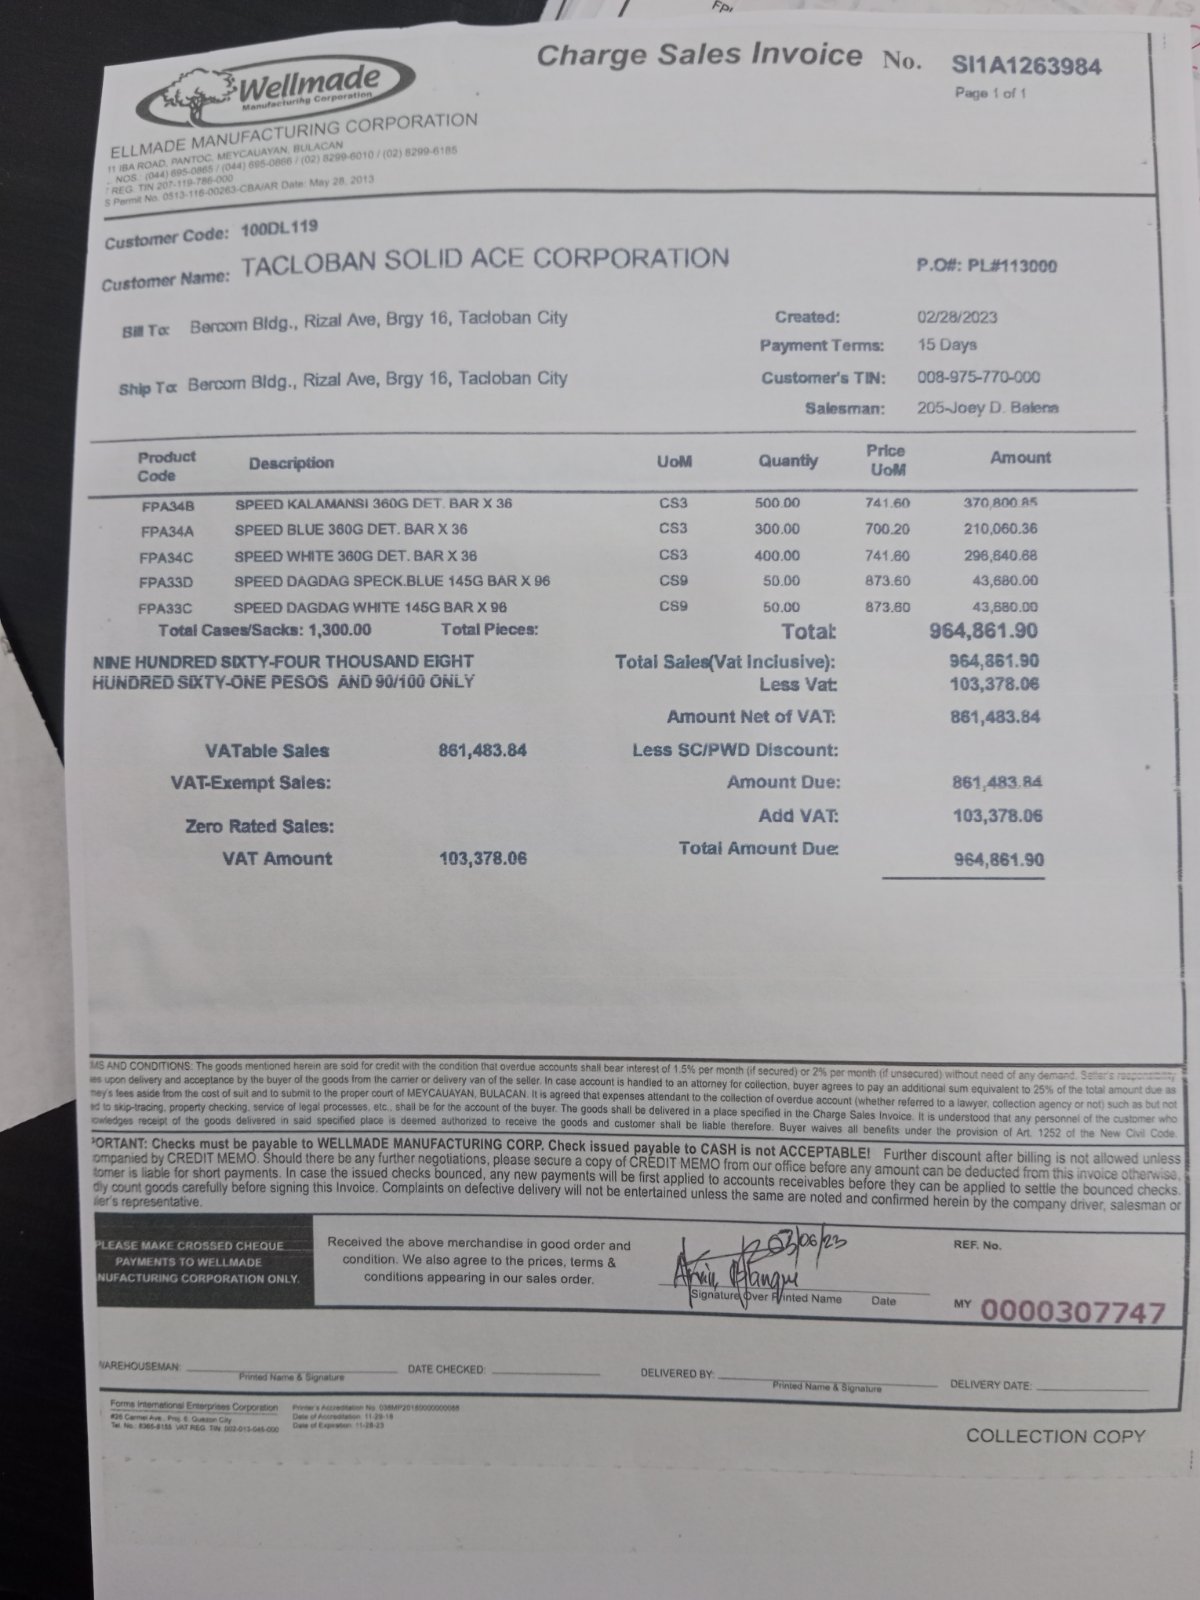 FPA
Charge Sales Invoice No. SI1A1263984
Page 1 of 1
Wellmade
Manufacturing Corporation
ELLMADE MANUFACTURING CORPORATION
11 IBA ROAD, PANTOC, MEYCAUAYAN, BULACAN
. NOS.: (044) 695-0865 / (044) 695-0866 / (02) 8299-6010 / (02) 8299-6185
REG. TIN 207-119-786-000
S Permit No. 0513-116-00263-CBA/AR Date: May 28, 2013
Customer Code: 100DL119
Customer Name: TACLOBAN SOLID ACE CORPORATION
P.O#: PL#113000
Bill To: Bercom Bldg., Rizal Ave, Brgy 16, Tacloban City
Created: 02/28/2023
Payment Terms: 15 Days
Ship To: Bercom Bldg., Rizal Ave, Brgy 16, Tacloban City
Customer's TIN: 008-975-770-000
Salesman: 205-Joey D. Balena
Product Code Description UoM Quantiy Price UoM Amount
FPA34B SPEED KALAMANSI 360G DET. BAR X 36 CS3 500.00 741.60 370,800.85
FPA34A SPEED BLUE 360G DET. BAR X 36 CS3 300.00 700.20 210,060.36
FPA34C SPEED WHITE 360G DET. BAR X 36 CS3 400.00 741.60 296,640.68
FPA33D SPEED DAGDAG SPECK.BLUE 145G BAR X 96 CS9 50.00 873.60 43,680.00
FPA33C SPEED DAGDAG WHITE 145G BAR X 96 CS9 50.00 873.60 43,680.00
Total Cases/Sacks: 1,300.00 Total Pieces: Total: 964,861.90
NINE HUNDRED SIXTY-FOUR THOUSAND EIGHT
HUNDRED SIXTY-ONE PESOS AND 90/100 ONLY
Total Sales(Vat Inclusive): 964,861.90
Less Vat: 103,378.06
Amount Net of VAT: 861,483.84
VATable Sales 861,483.84 Less SC/PWD Discount:
VAT-Exempt Sales: Amount Due: 861,483.84
Zero Rated Sales: Add VAT: 103,378.06
VAT Amount 103,378.06 Total Amount Due: 964,861.90
MS AND CONDITIONS: The goods mentioned herein are sold for credit with the condition that overdue accounts shall bear interest of 1.5% per month (if secured) or 2% per month (if unsecured) without need of any demand. Seller's responsibility
es upon delivery and acceptance by the buyer of the goods from the carrier or delivery van of the seller. In case account is handled to an attorney for collection, buyer agrees to pay an additional sum equivalent to 25% of the total amount due as
ney's fees aside from the cost of suit and to submit to the proper court of MEYCAUAYAN, BULACAN. It is agreed that expenses attendant to the collection of overdue account (whether referred to a lawyer, collection agency or not) such as but not
ed to skip-tracing, property checking, service of legal processes, etc., shall be for the account of the buyer. The goods shall be delivered in a place specified in the Charge Sales Invoice. It is understood that any personnel of the customer who
owledges receipt of the goods delivered in said specified place is deemed authorized to receive the goods and customer shall be liable therefore. Buyer waives all benefits under the provision of Art. 1252 of the New Civil Code.
PORTANT: Checks must be payable to WELLMADE MANUFACTURING CORP. Check issued payable to CASH is not ACCEPTABLE! Further discount after billing is not allowed unless
ompanied by CREDIT MEMO. Should there be any further negotiations, please secure a copy of CREDIT MEMO from our office before any amount can be deducted from this invoice otherwise,
tomer is liable for short payments. In case the issued checks bounced, any new payments will be first applied to accounts receivables before they can be applied to settle the bounced checks.
dly count goods carefully before signing this Invoice. Complaints on defective delivery will not be entertained unless the same are noted and confirmed herein by the company driver, salesman or
ller's representative.
PLEASE MAKE CROSSED CHEQUE
PAYMENTS TO WELLMADE
NUFACTURING CORPORATION ONLY.
Received the above merchandise in good order and
condition. We also agree to the prices, terms &
conditions appearing in our sales order.
03/06/23
Signature Over Printed Name Date
REF. No.
MY 0000307747
WAREHOUSEMAN: DATE CHECKED: DELIVERED BY: DELIVERY DATE:
Printed Name & Signature Printed Name & Signature
Forms International Enterprises Corporation
#26 Carmel Ave., Proj. 6, Quezon City
Tel. No.: 8365-8155 VAT REG. TIN: 002-013-045-000
Printer's Accreditation No. 038MP20180000000088
Date of Accreditation: 11-29-18
Date of Expiration: 11-28-23
COLLECTION COPY